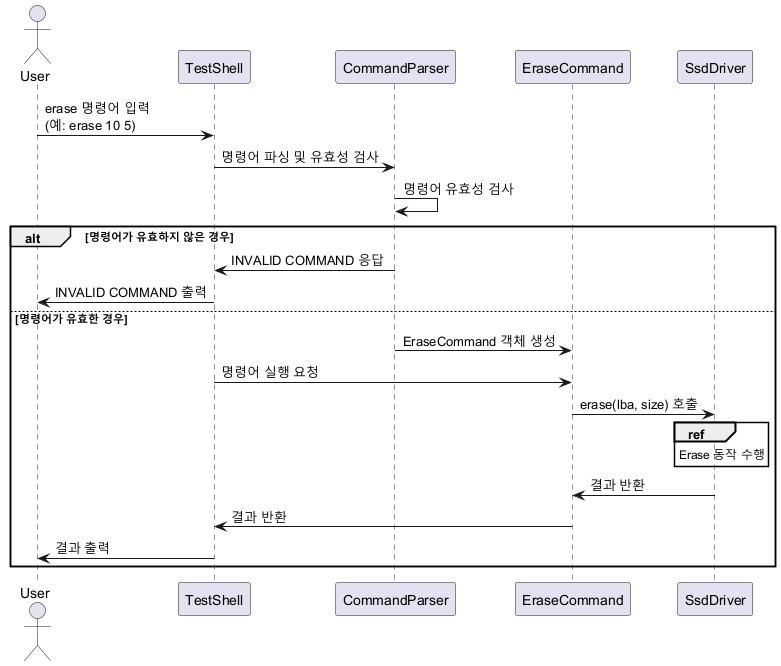 User
TestShell
CommandParser
EraseCommand
SsdDriver
erase 명령어 입력
(예: erase 10 5)
명령어 파싱 및 유효성 검사
명령어 유효성 검사
alt
[명령어가 유효하지 않은 경우]
INVALID COMMAND 응답
INVALID COMMAND 출력
[명령어가 유효한 경우]
EraseCommand 객체 생성
명령어 실행 요청
erase(lba, size) 호출
ref
Erase 동작 수행
결과 반환
결과 반환
결과 출력
User
TestShell
CommandParser
EraseCommand
SsdDriver